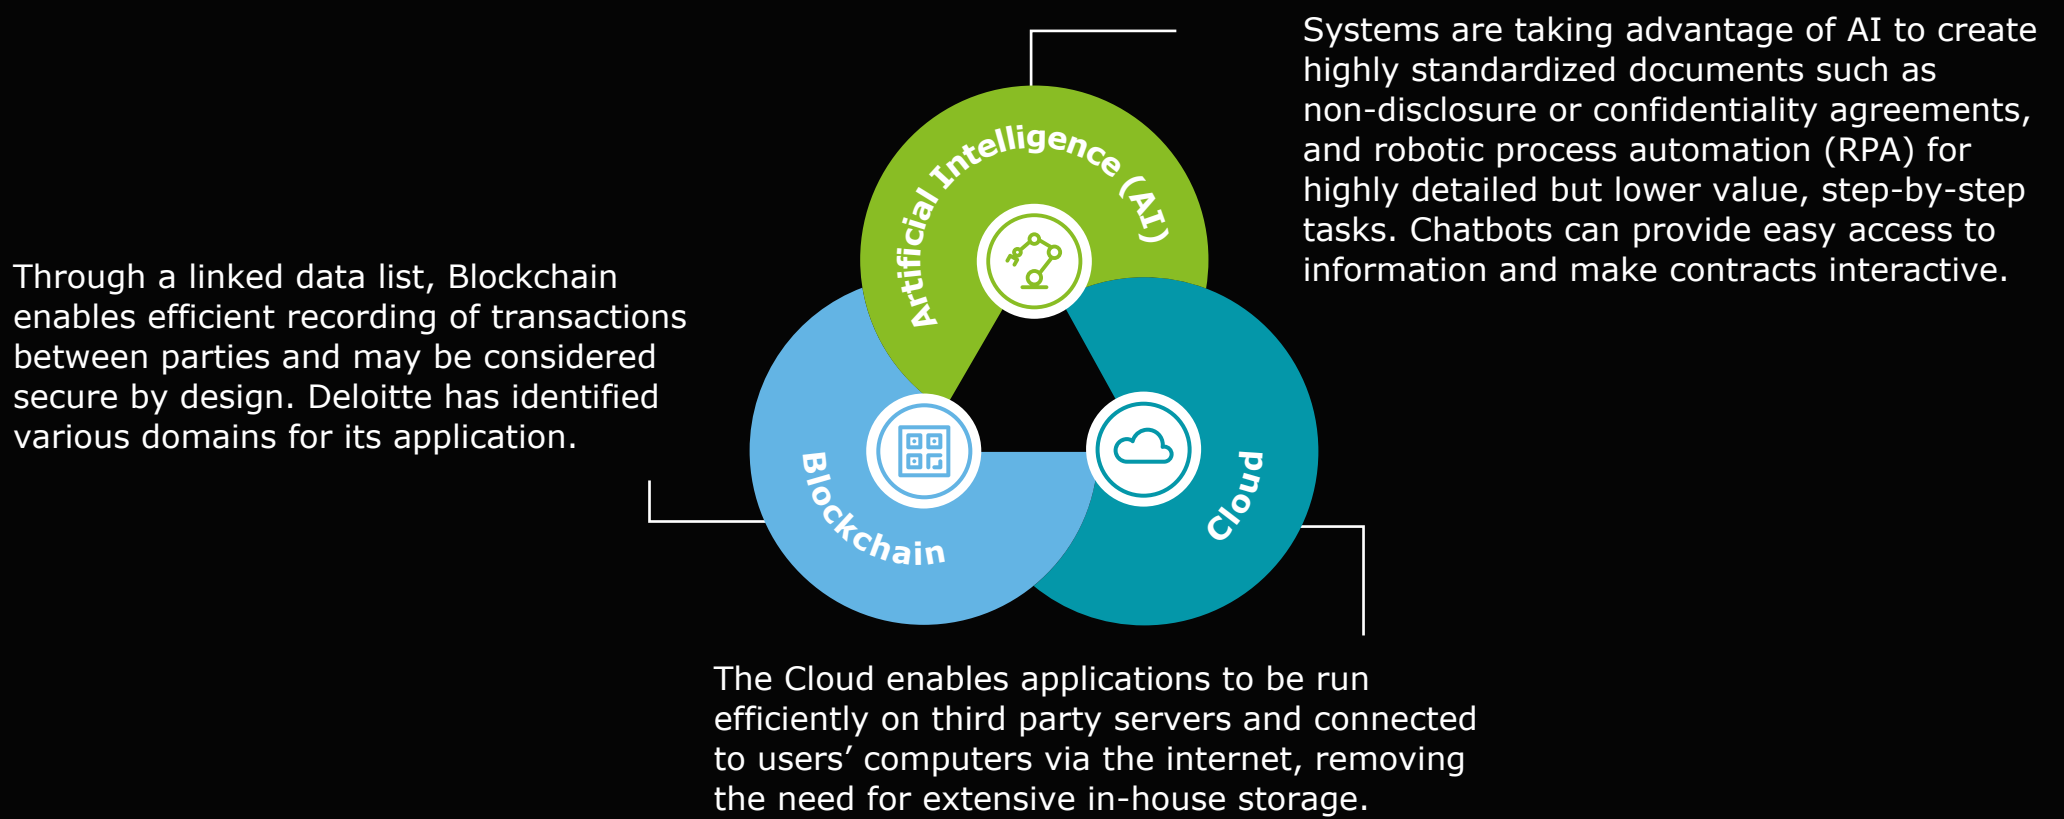 Systems are taking advantage of AI to create
highly standardized documents such as
non-disclosure or confidentiality agreements,
and robotic process automation (RPA) for
highly detailed but lower value, step-by-step
tasks. Chatbots can provide easy access to
information and make contracts interactive.
Artificial Intelligence (AI)
Through a linked data list, Blockchain
enables efficient recording of transactions
between parties and may be considered
secure by design. Deloitte has identified
various domains for its application.
Blockchain
Cloud
The Cloud enables applications to be run
efficiently on third party servers and connected
to users’ computers via the internet, removing
the need for extensive in-house storage.